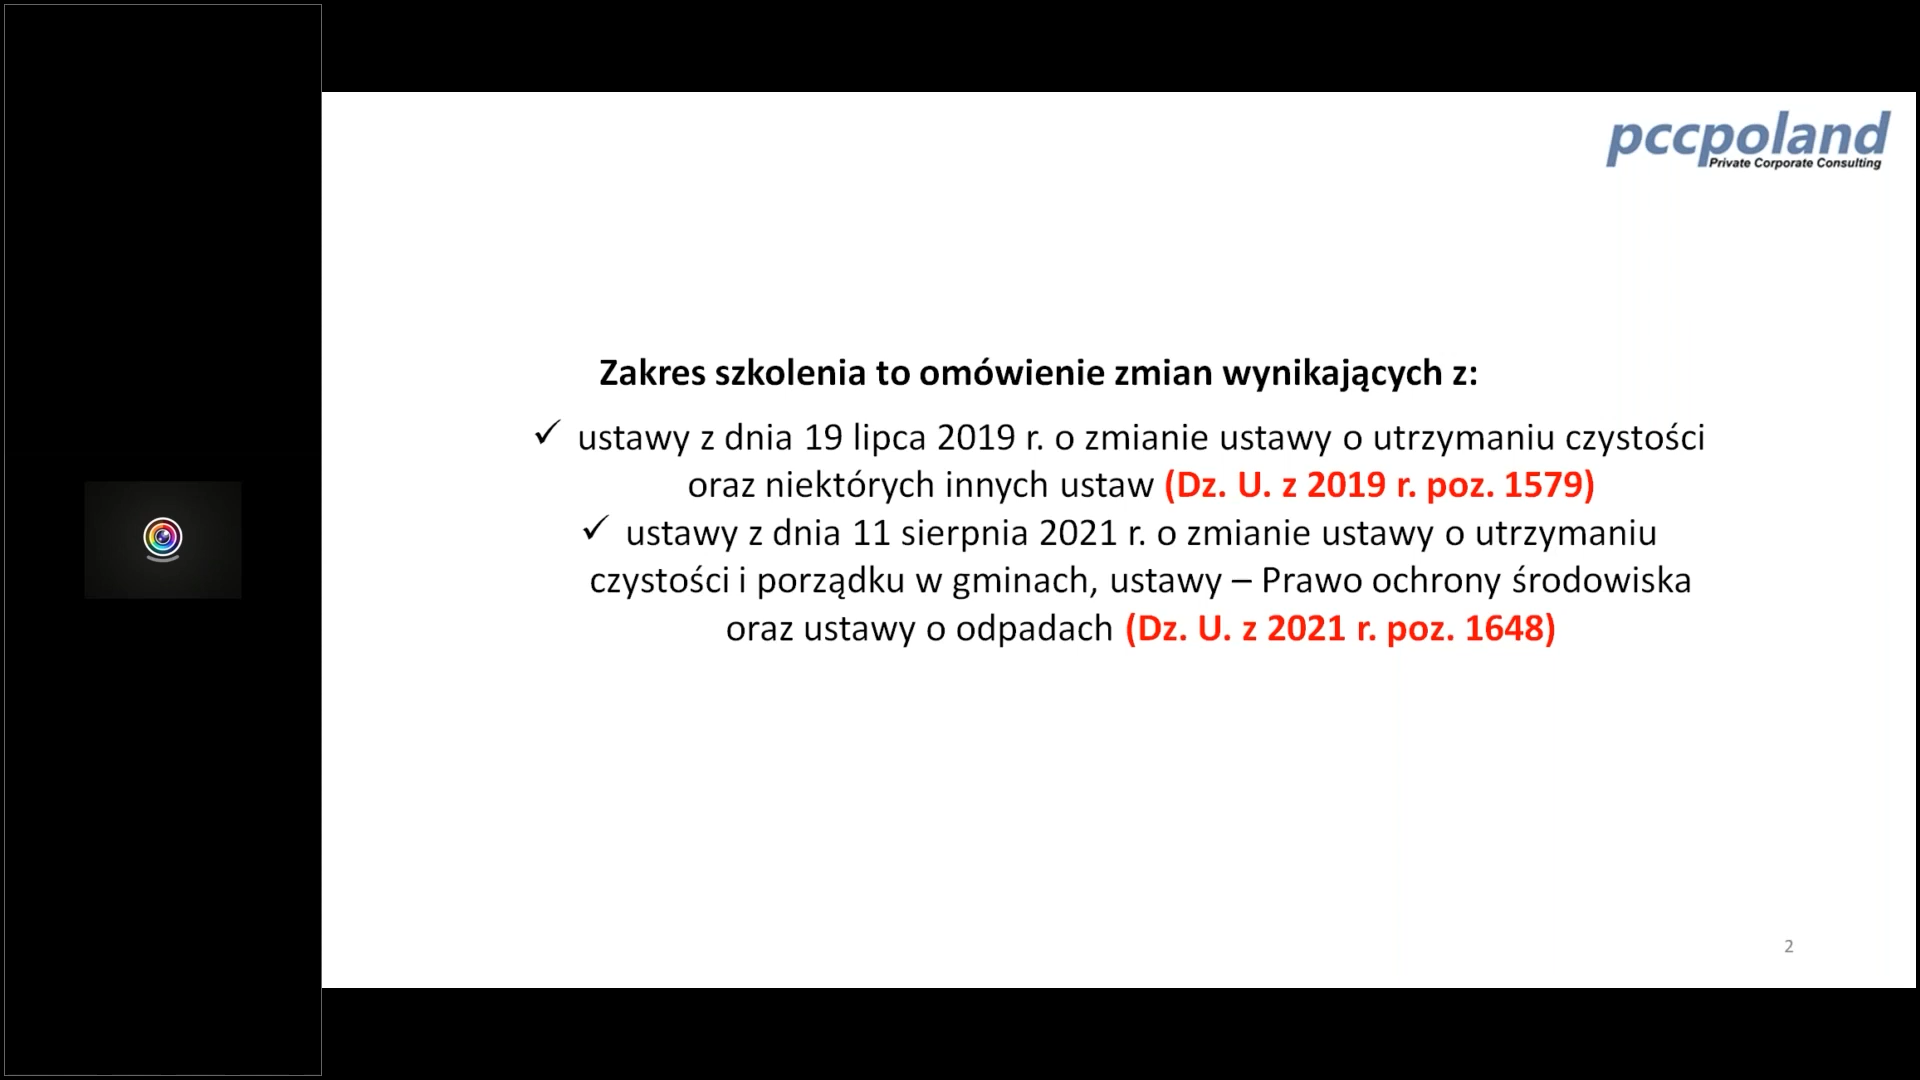 pccpoland
Private Corporate Consulting
Zakres szkolenia to omówienie zmian wynikających z:
✓ ustawy z dnia 19 lipca 2019 r. o zmianie ustawy o utrzymaniu czystości
oraz niektórych innych ustaw (Dz. U. z 2019 r. poz. 1579)
✓ ustawy z dnia 11 sierpnia 2021 r. o zmianie ustawy o utrzymaniu
czystości i porządku w gminach, ustawy – Prawo ochrony środowiska
oraz ustawy o odpadach (Dz. U. z 2021 r. poz. 1648)
2